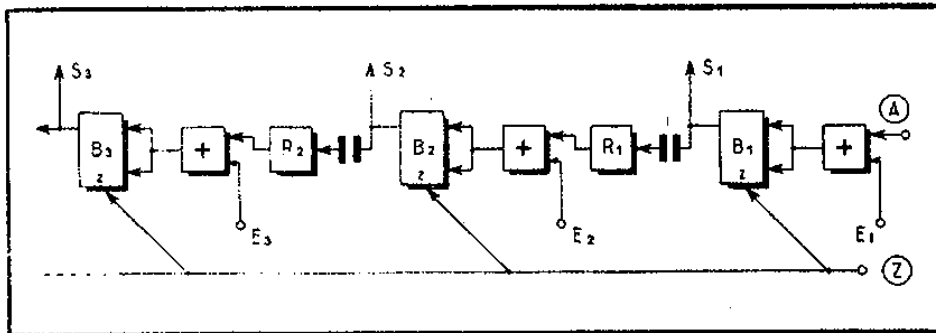 S3
S2
S1
A
B3
z
+
R2
B2
z
+
R1
B1
z
+
E3
E2
E1
Z